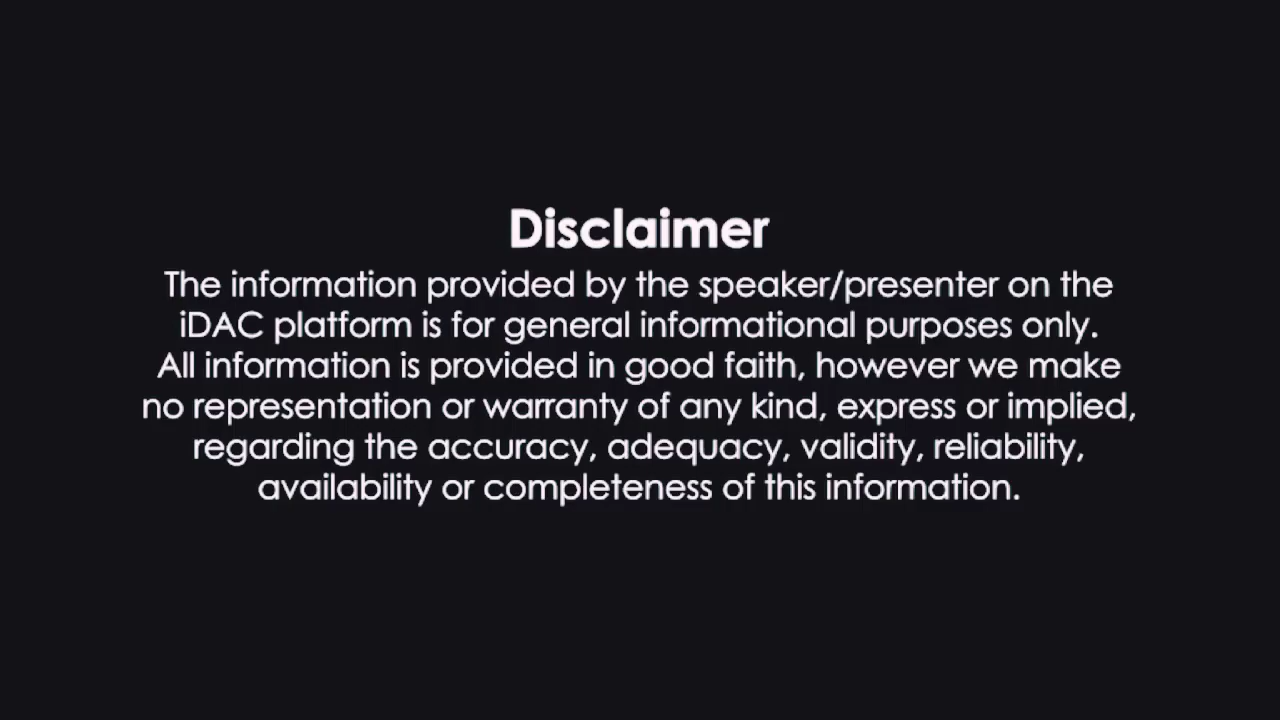 Disclaimer
The information provided by the speaker/presenter on the
iDAC platform is for general informational purposes only.
All information is provided in good faith, however we make
no representation or warranty of any kind, express or implied,
regarding the accuracy, adequacy, validity, reliability,
availability or completeness of this information.